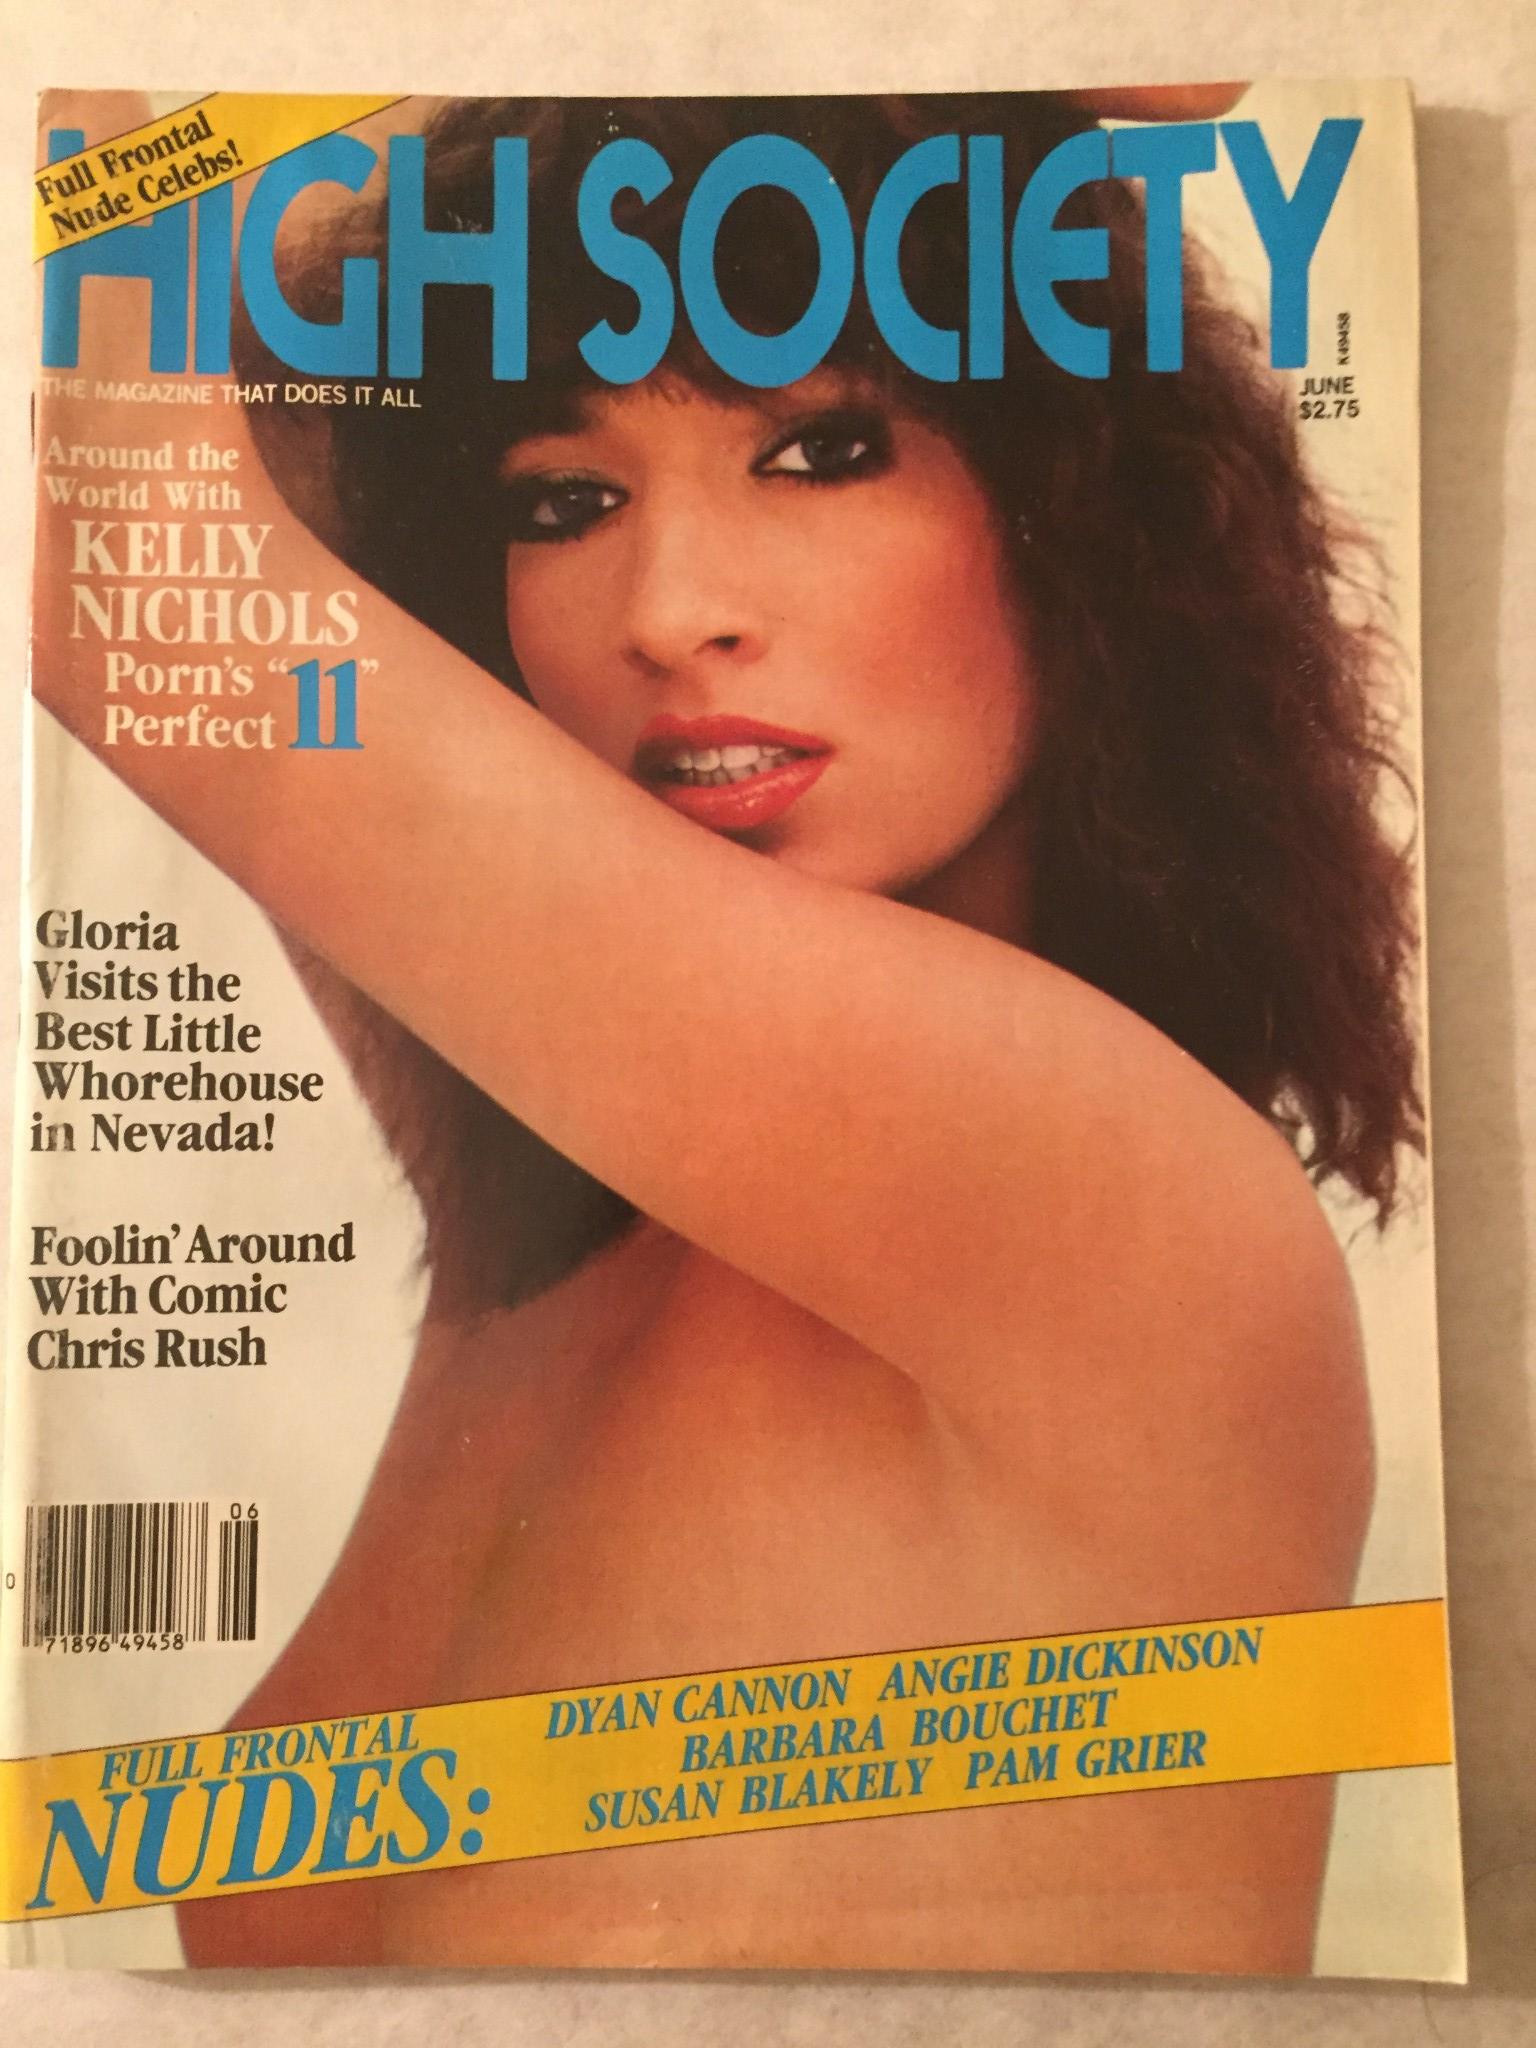 Full Frontal
Nude Celebs!
HIGH SOCIETY
THE MAGAZINE THAT DOES IT ALL
K49458
JUNE
$2.75
Around the
World With
KELLY
NICHOLS
Porn's "11"
Perfect
Gloria
Visits the
Best Little
Whorehouse
in Nevada!
Foolin' Around
With Comic
Chris Rush
06
0 71896 49458
FULL FRONTAL
NUDES:
DYAN CANNON ANGIE DICKINSON
BARBARA BOUCHET
SUSAN BLAKELY PAM GRIER